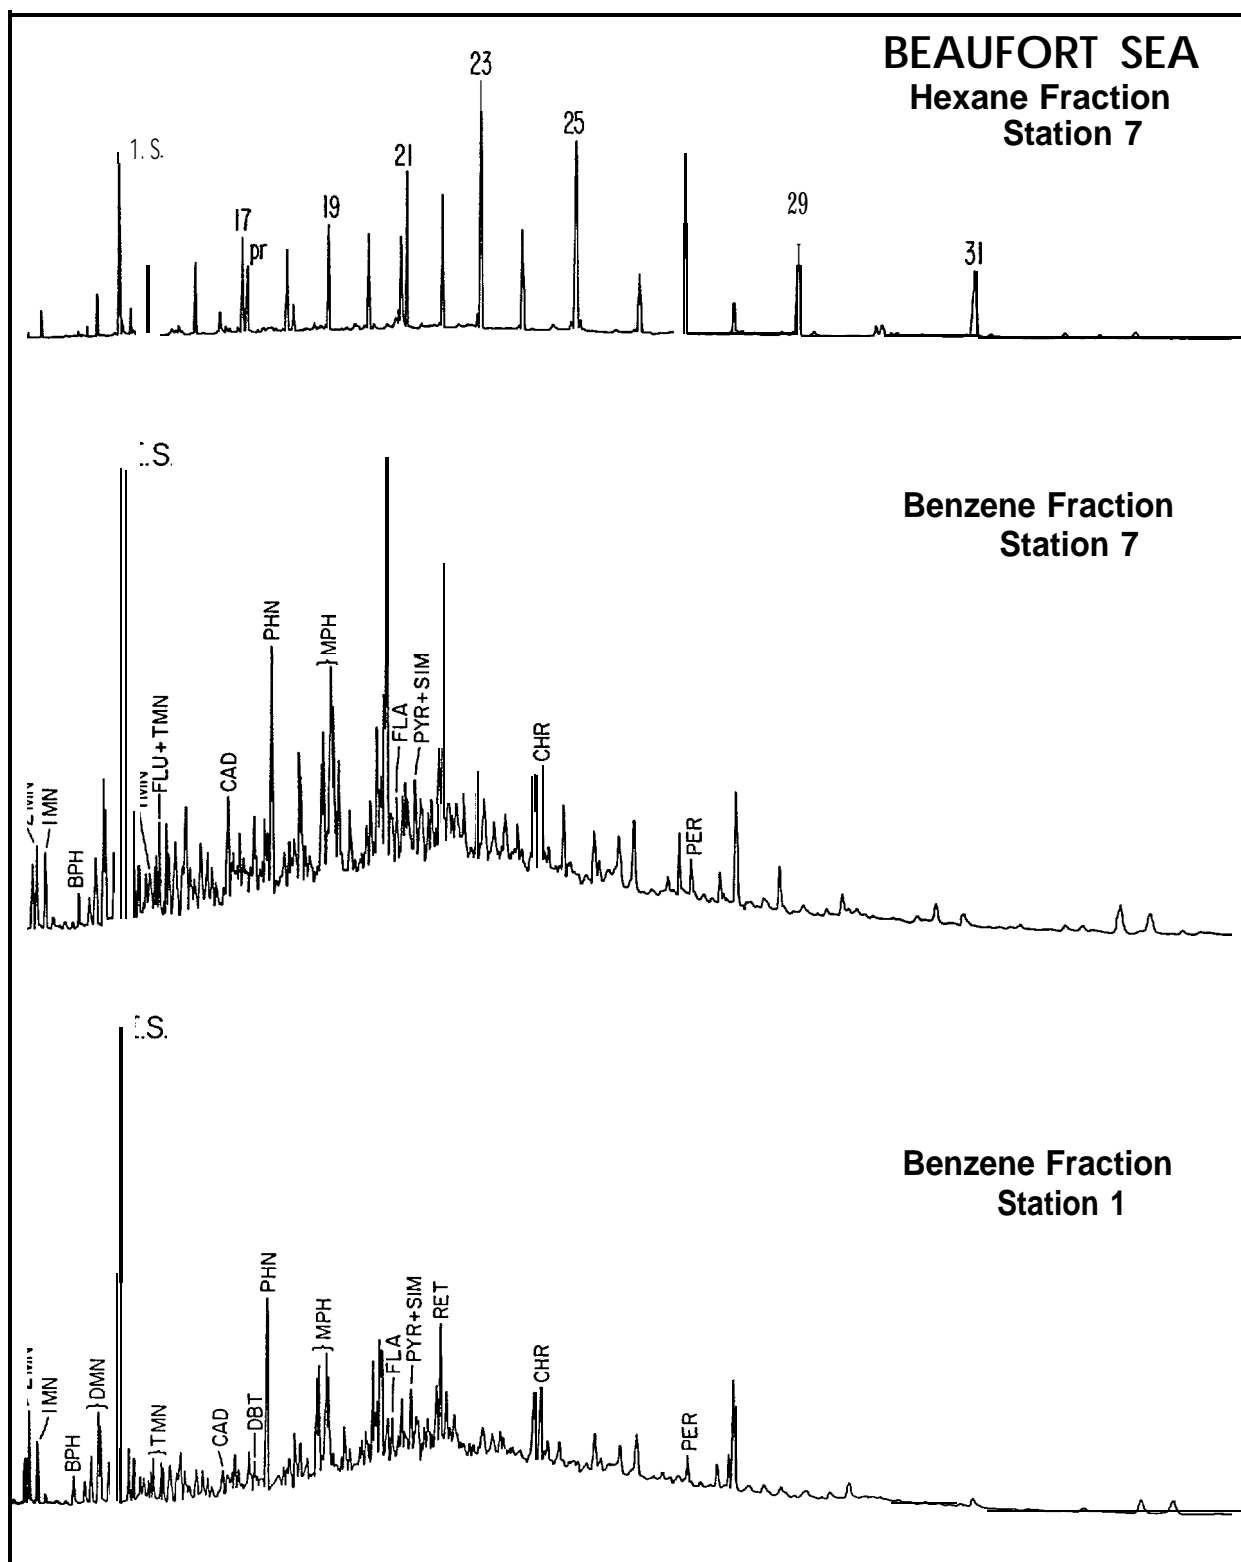 BEAUFORT SEA
Hexane Fraction
Station 7
1. S.
17
pr
19
21
23
25
29
31
Benzene Fraction
Station 7
.S.
1MN
BPH
FLU+TMN
CAD
PHN
}MPH
FLA
PYR+SIM
CHR
PER
Benzene Fraction
Station 1
.S.
1MN
BPH
}DMN
}TMN
CAD
DBT
PHN
}MPH
FLA
PYR+SIM
RET
CHR
PER